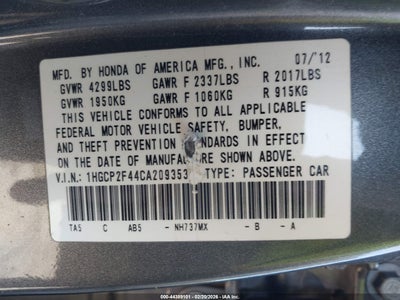 MFD. BY HONDA OF AMERICA MFG., INC. 07/'12
GVWR 4299LBS GAWR F 2337LBS R 2017LBS
GVWR 1950KG GAWR F 1060KG R 915KG
THIS VEHICLE CONFORMS TO ALL APPLICABLE
FEDERAL MOTOR VEHICLE SAFETY, BUMPER,
AND THEFT PREVENTION STANDARDS IN EFFECT
ON THE DATE OF MANUFACTURE SHOWN ABOVE.
V.I.N: 1HGCP2F44CA209353 TYPE: PASSENGER CAR
TA5 C AB5 NH737MX - B - A
000-44389101 - 02/20/2026 - IAAI